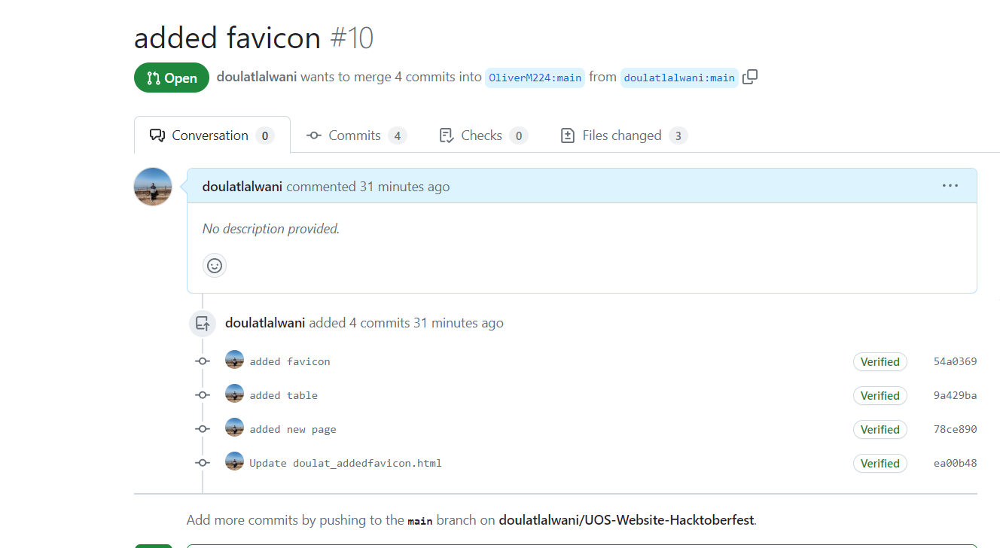 added favicon #10
Open doulatlalwani wants to merge 4 commits into OliverM224:main from doulatlalwani:main
Conversation 0 Commits 4 Checks 0 Files changed 3
doulatlalwani commented 31 minutes ago
No description provided.
doulatlalwani added 4 commits 31 minutes ago
added favicon Verified 54a0369
added table Verified 9a429ba
added new page Verified 78ce890
Update doulat_addedfavicon.html Verified ea00b48
Add more commits by pushing to the main branch on doulatlalwani/UOS-Website-Hacktoberfest.